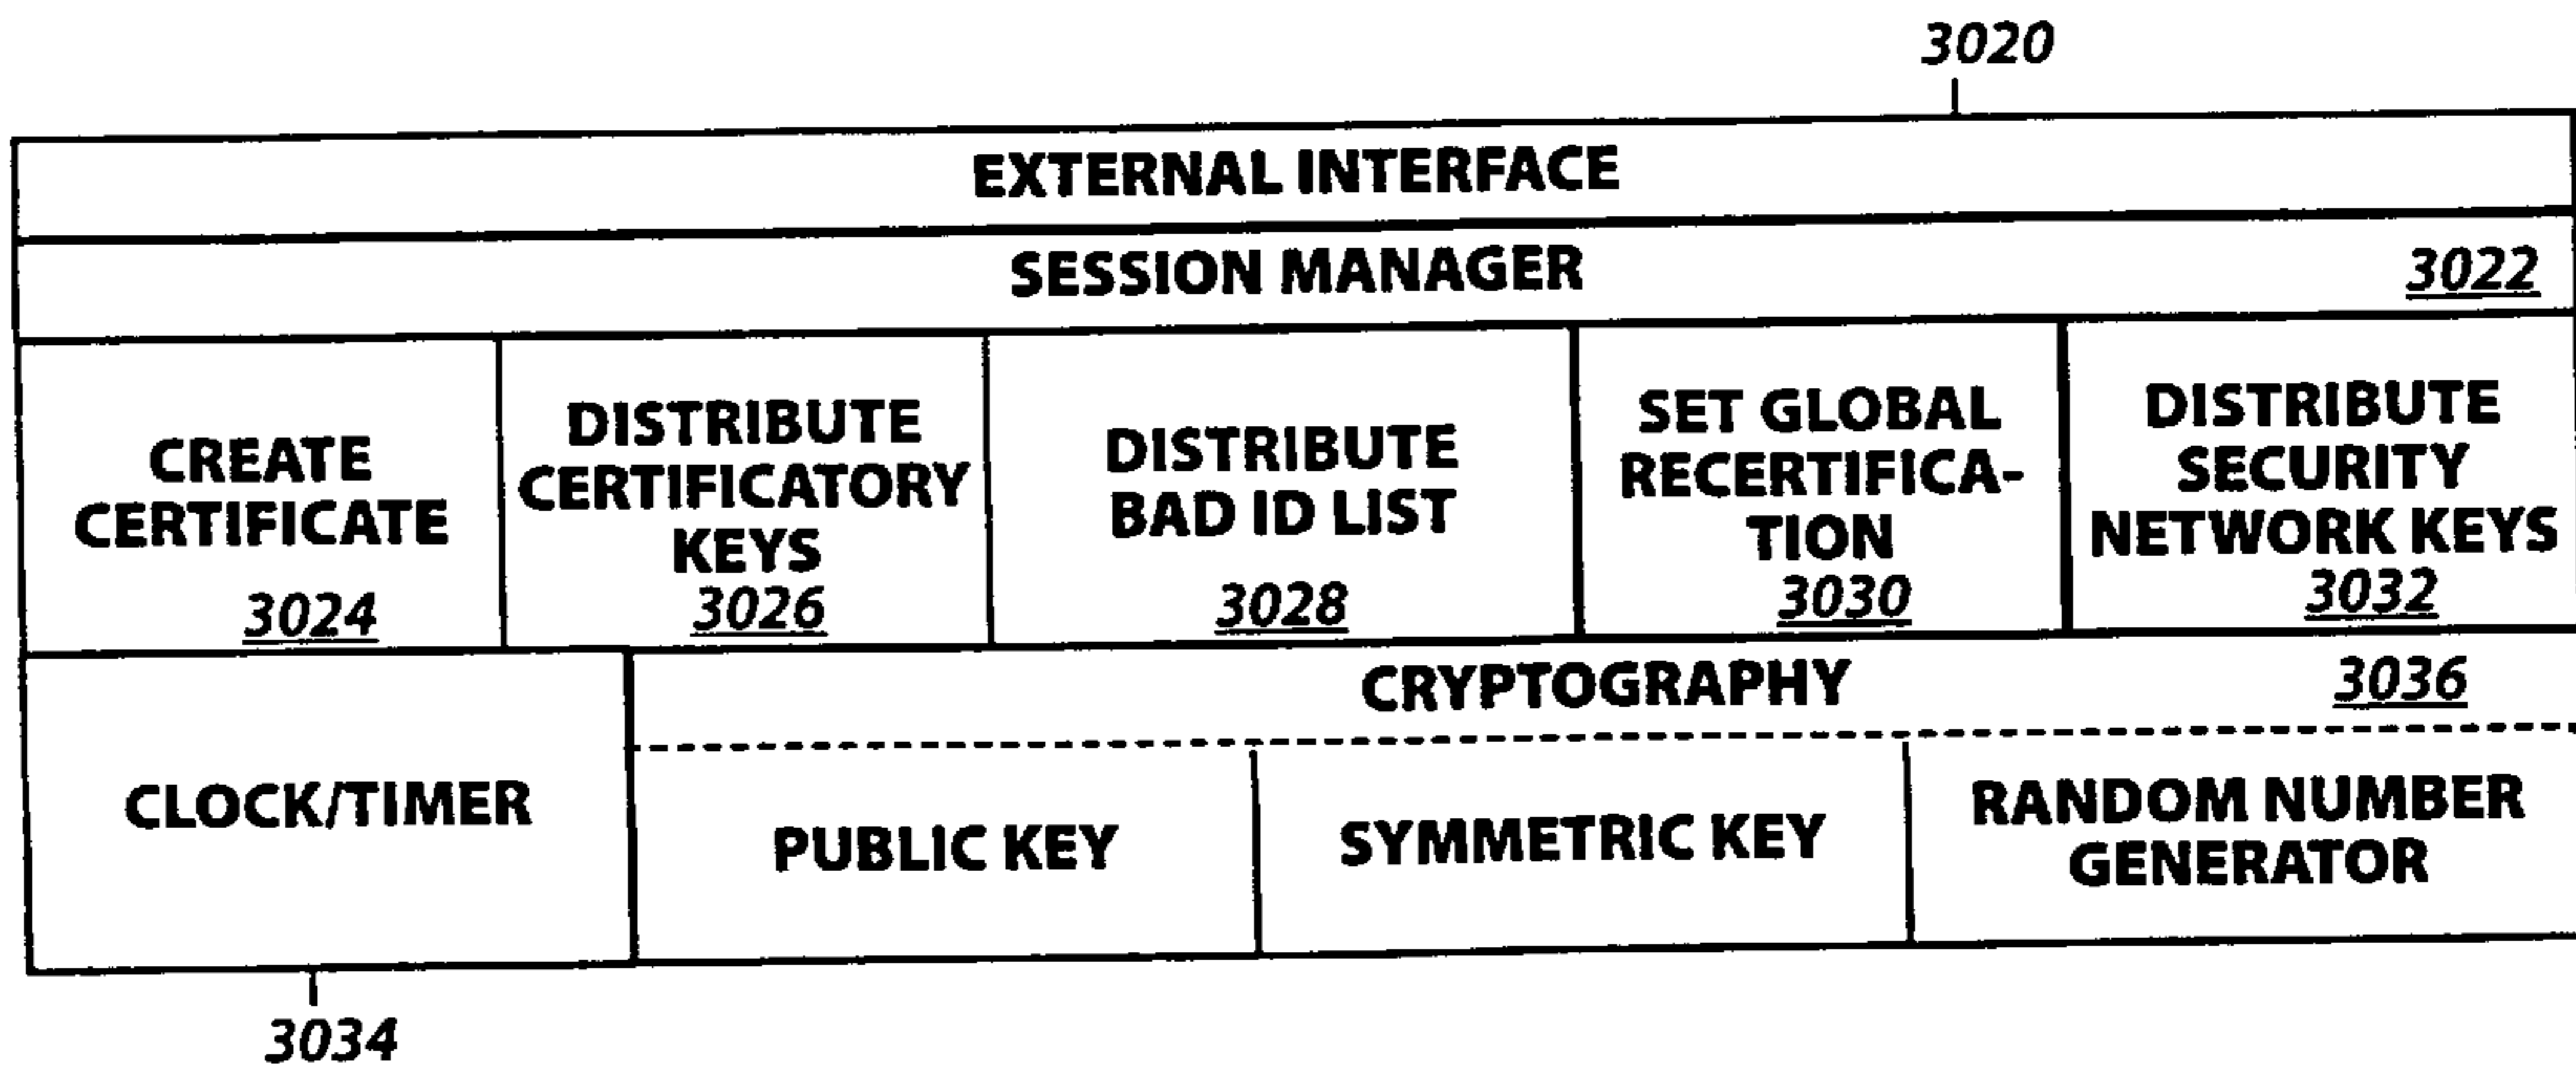 3020
EXTERNAL INTERFACE
SESSION MANAGER
3022
CREATE
CERTIFICATE
3024
DISTRIBUTE
CERTIFICATORY
KEYS
3026
DISTRIBUTE
BAD ID LIST
3028
SET GLOBAL
RECERTIFICA-
TION
3030
DISTRIBUTE
SECURITY
NETWORK KEYS
3032
CLOCK/TIMER
3034
CRYPTOGRAPHY
3036
PUBLIC KEY
SYMMETRIC KEY
RANDOM NUMBER
GENERATOR